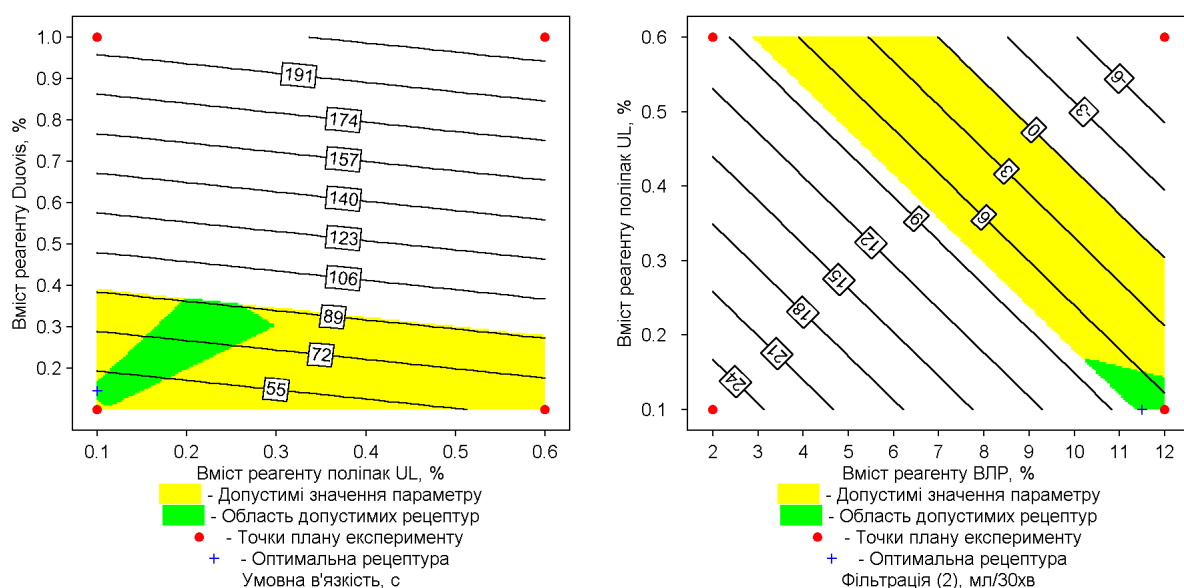 1.0
0.9
0.8
0.7
0.6
0.5
0.4
0.3
0.2
Вміст реагенту Duovis, %
191
174
157
140
123
106
89
72
55
0.1 0.2 0.3 0.4 0.5 0.6
Вміст реагенту поліпак UL, %
- Допустимі значення параметру
- Область допустимих рецептур
- Точки плану експерименту
- Оптимальна рецептура
Умовна в'язкість, с
0.6
0.5
0.4
0.3
0.2
0.1
Вміст реагенту поліпак UL, %
-6
-3
0
3
6
9
12
15
18
21
24
2 3 4 5 6 7 8 9 10 11 12
Вміст реагенту ВЛР, %
- Допустимі значення параметру
- Область допустимих рецептур
- Точки плану експерименту
- Оптимальна рецептура
Фільтрація (2), мл/30хв